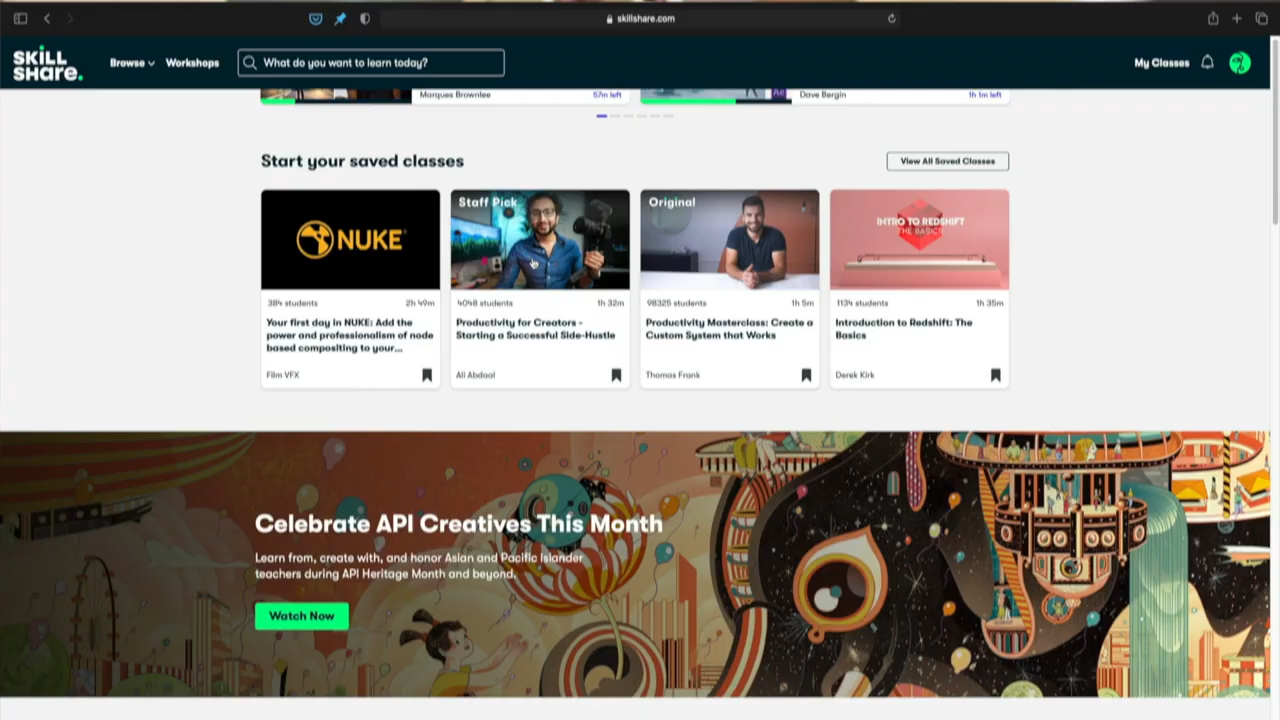 skillshare.com
SKILL
SHare.
Browse
Workshops
What do you want to learn today?
My Classes
Marques Brownlee
57m left
Ae
Dave Bergin
1h 1m left
Start your saved classes
View All Saved Classes
NUKE
384 students
2h 49m
Your first day in NUKE: Add the
power and professionalism of node
based compositing to your...
Film VFX
Staff Pick
4048 students
1h 32m
Productivity for Creators -
Starting a Successful Side-Hustle
Ali Abdaal
Original
98325 students
1h 5m
Productivity Masterclass: Create a
Custom System that Works
Thomas Frank
INTRO TO REDSHIFT
THE BASICS
1134 students
1h 35m
Introduction to Redshift: The
Basics
Derek Kirk
Celebrate API Creatives This Month
Learn from, create with, and honor Asian and Pacific Islander
teachers during API Heritage Month and beyond.
Watch Now